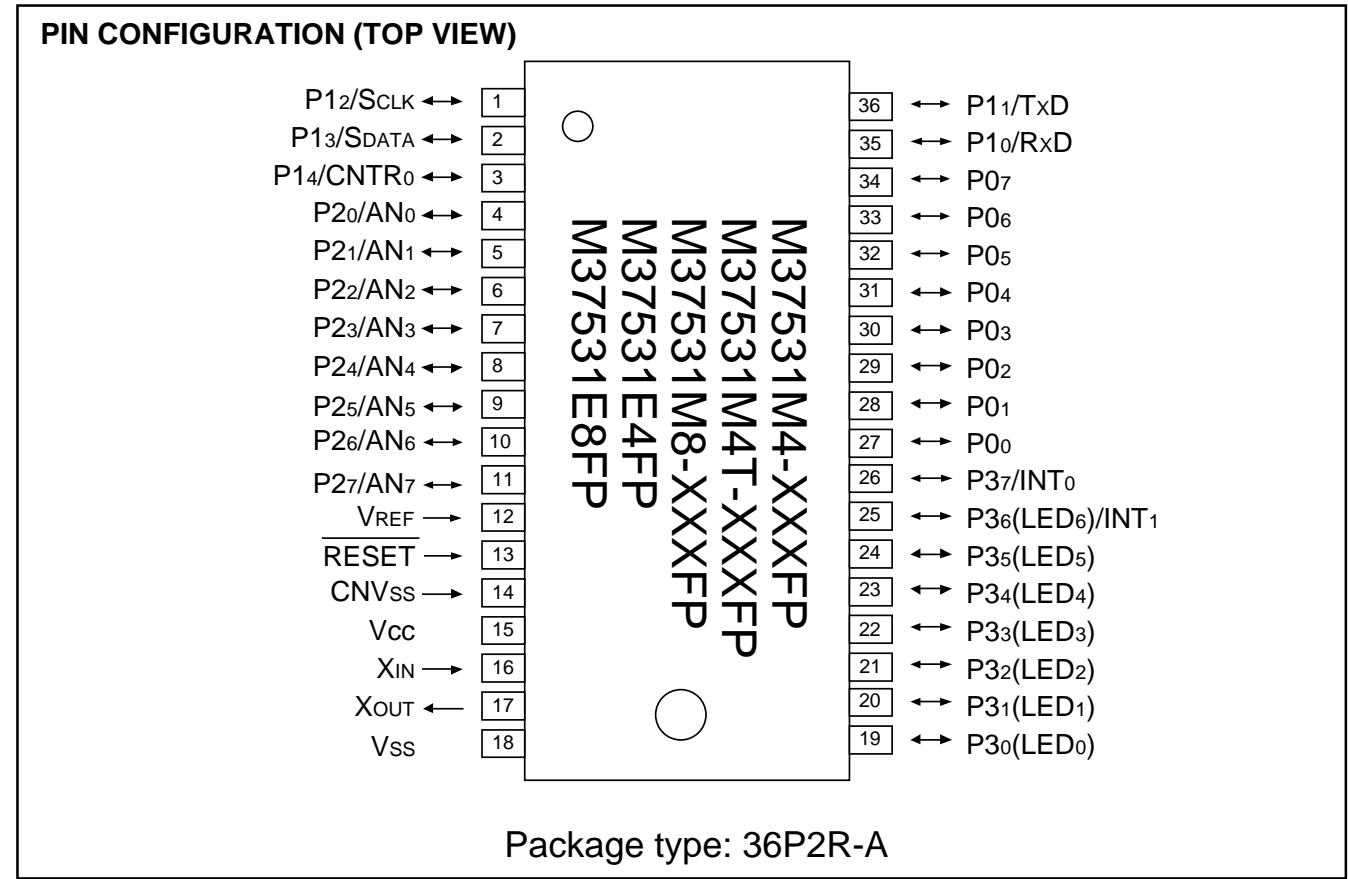 PIN CONFIGURATION (TOP VIEW)
P12/SCLK 1
P13/SDATA 2
P14/CNTR0 3
P20/AN0 4
P21/AN1 5
P22/AN2 6
P23/AN3 7
P24/AN4 8
P25/AN5 9
P26/AN6 10
P27/AN7 11
VREF 12
RESET 13
CNVSS 14
VCC 15
XIN 16
XOUT 17
VSS 18
M37531M4-XXXFP
M37531M4T-XXXFP
M37531M8-XXXFP
M37531E4FP
M37531E8FP
36 P11/TXD
35 P10/RXD
34 P07
33 P06
32 P05
31 P04
30 P03
29 P02
28 P01
27 P00
26 P37/INT0
25 P36(LED6)/INT1
24 P35(LED5)
23 P34(LED4)
22 P33(LED3)
21 P32(LED2)
20 P31(LED1)
19 P30(LED0)
Package type: 36P2R-A